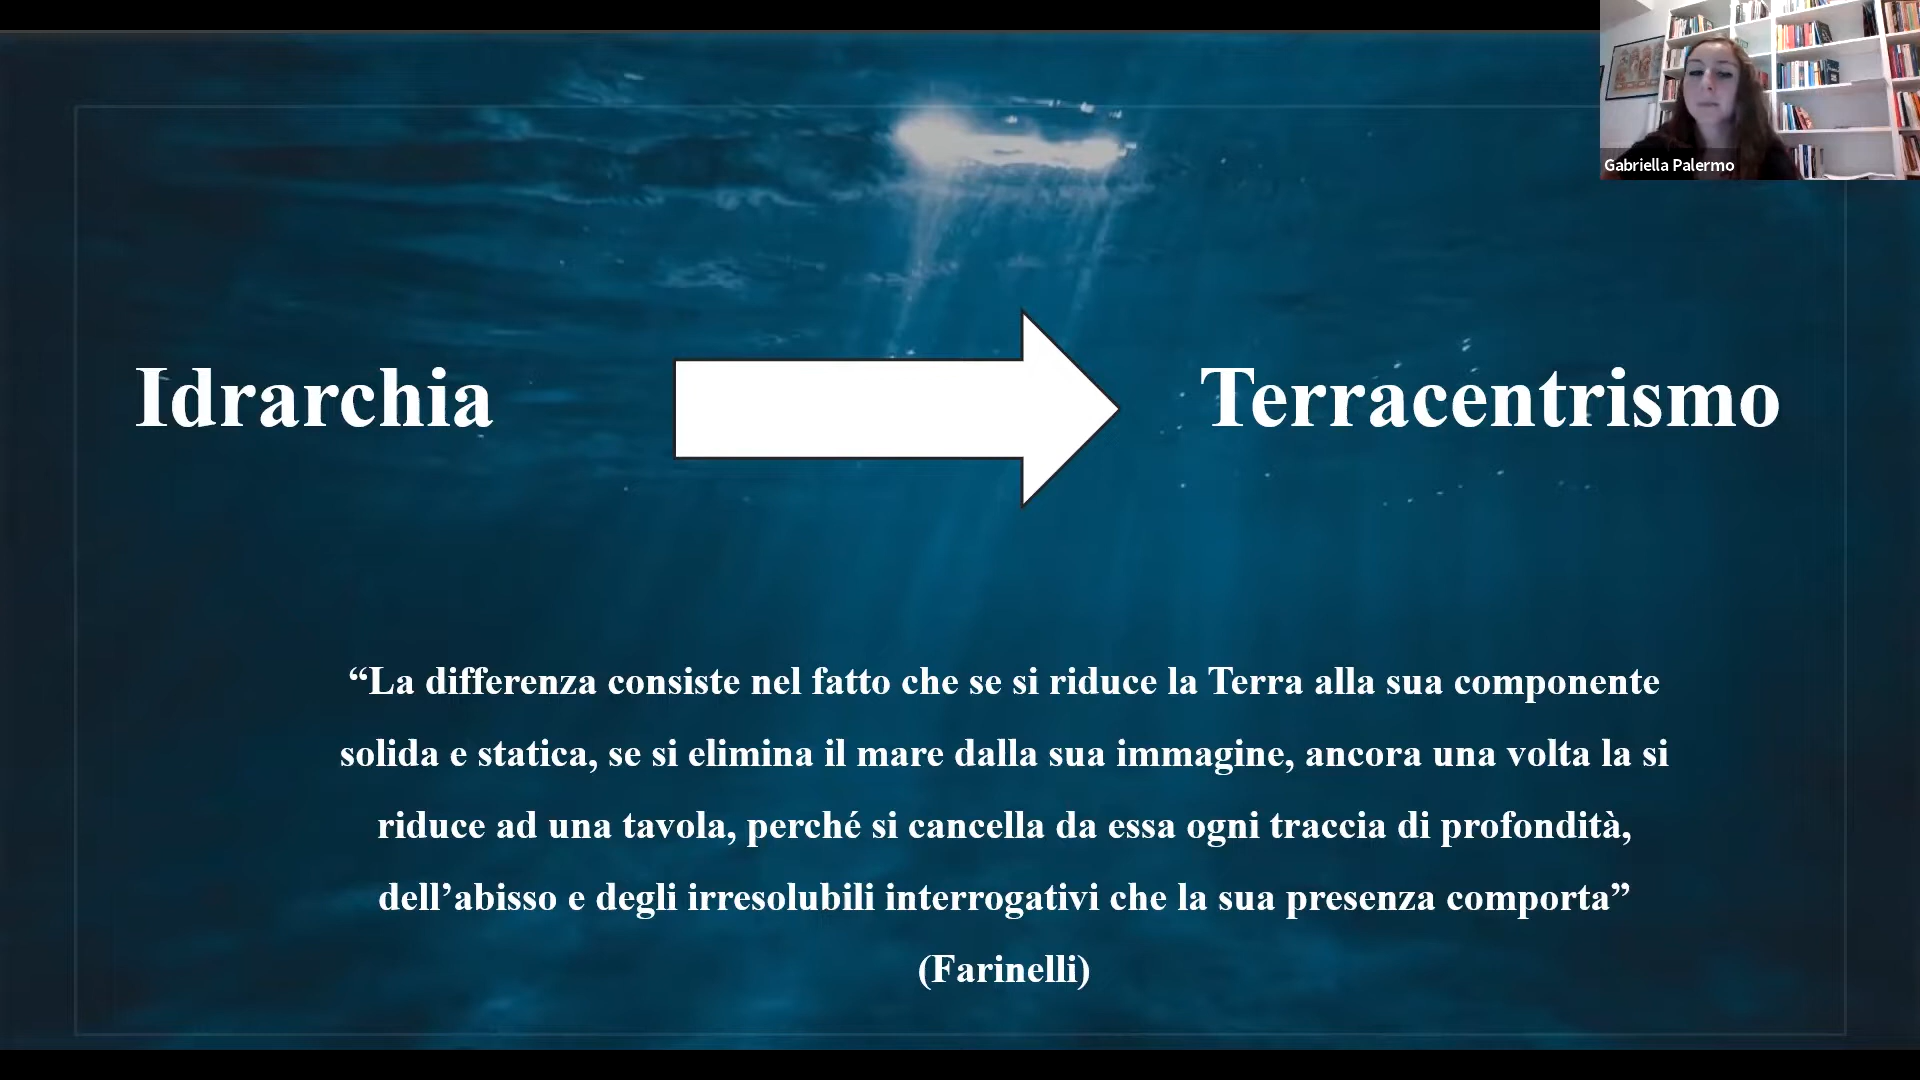 Gabriella Palermo
Idrarchia
Terracentrismo
“La differenza consiste nel fatto che se si riduce la Terra alla sua componente
solida e statica, se si elimina il mare dalla sua immagine, ancora una volta la si
riduce ad una tavola, perché si cancella da essa ogni traccia di profondità,
dell’abisso e degli irresolubili interrogativi che la sua presenza comporta”
(Farinelli)